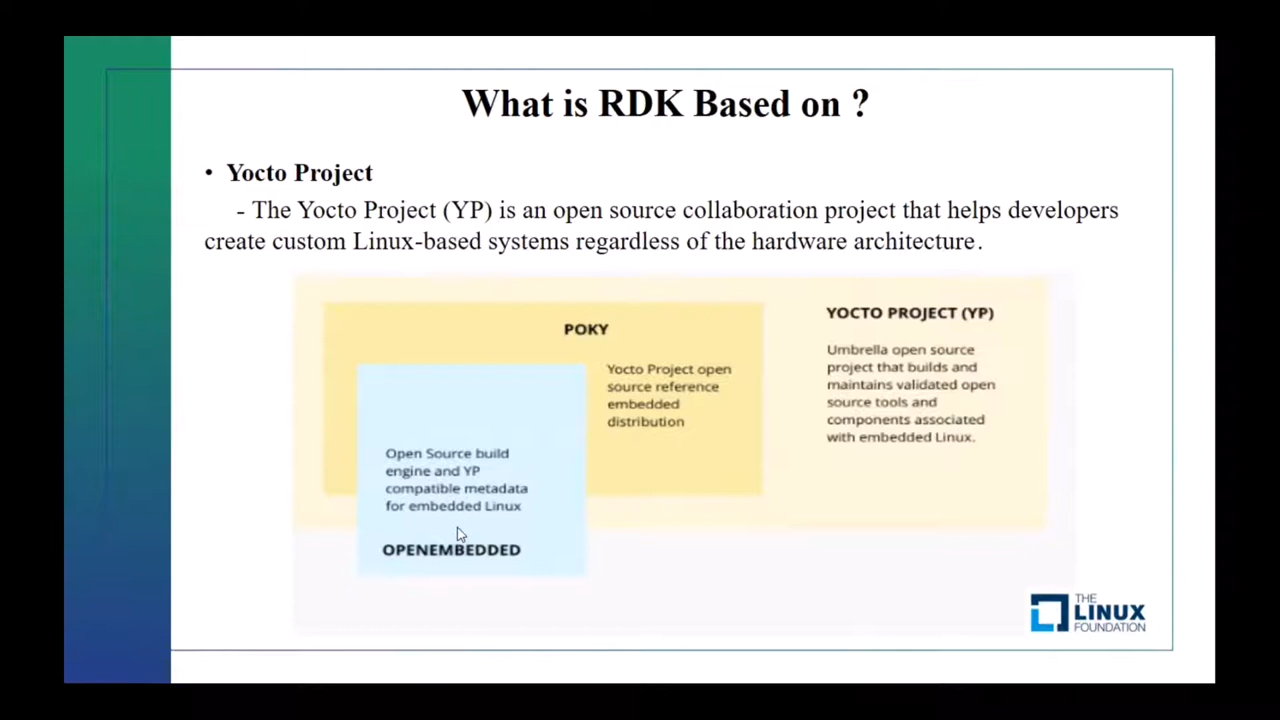 What is RDK Based on ?
• Yocto Project
- The Yocto Project (YP) is an open source collaboration project that helps developers
create custom Linux-based systems regardless of the hardware architecture.
POKY
Yocto Project open
source reference
embedded
distribution
YOCTO PROJECT (YP)
Umbrella open source
project that builds and
maintains validated open
source tools and
components associated
with embedded Linux.
Open Source build
engine and YP
compatible metadata
for embedded Linux
OPENEMBEDDED
THE
LINUX
FOUNDATION